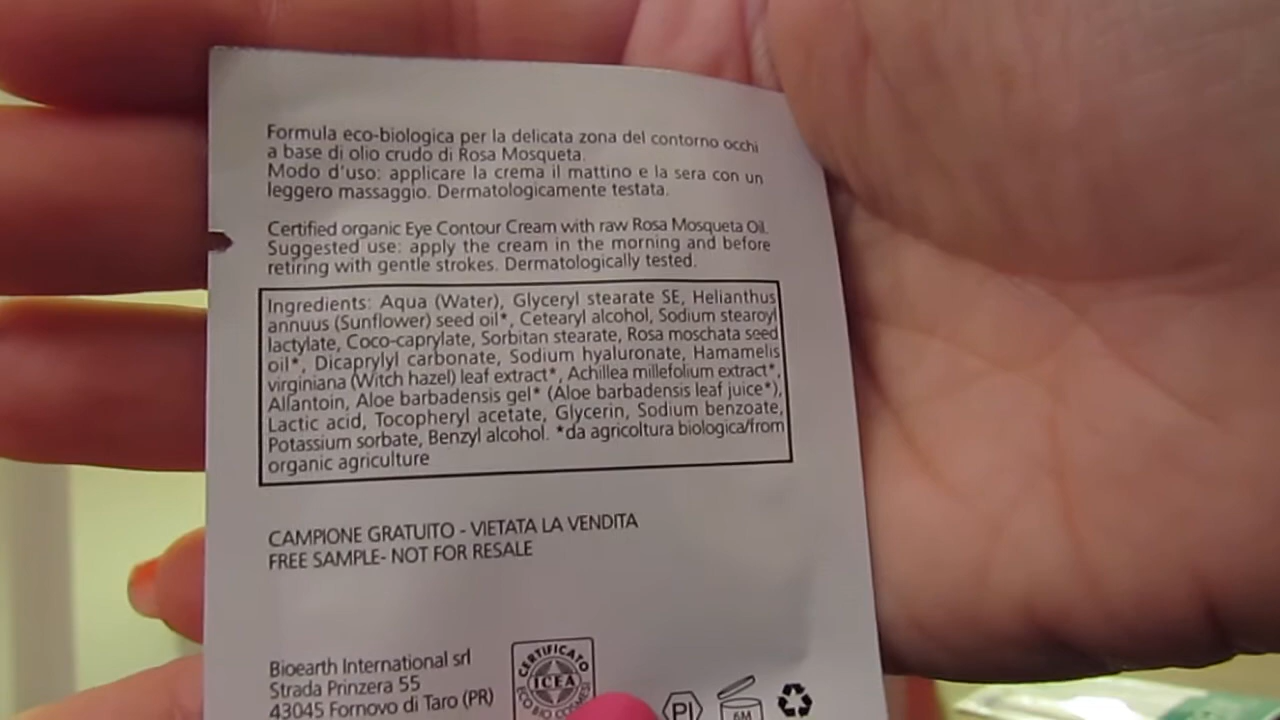 Formula eco-biologica per la delicata zona del contorno occhi
a base di olio crudo di Rosa Mosqueta.
Modo d'uso: applicare la crema il mattino e la sera con un
leggero massaggio. Dermatologicamente testata.
Certified organic Eye Contour Cream with raw Rosa Mosqueta Oil.
Suggested use: apply the cream in the morning and before
retiring with gentle strokes. Dermatologically tested.
Ingredients: Aqua (Water), Glyceryl stearate SE, Helianthus
annuus (Sunflower) seed oil*, Cetearyl alcohol, Sodium stearoyl
lactylate, Coco-caprylate, Sorbitan stearate, Rosa moschata seed
oil*, Dicaprylyl carbonate, Sodium hyaluronate, Hamamelis
virginiana (Witch hazel) leaf extract*, Achillea millefolium extract*,
Allantoin, Aloe barbadensis gel* (Aloe barbadensis leaf juice*),
Lactic acid, Tocopheryl acetate, Glycerin, Sodium benzoate,
Potassium sorbate, Benzyl alcohol. *da agricoltura biologica/from
organic agriculture
CAMPIONE GRATUITO - VIETATA LA VENDITA
FREE SAMPLE- NOT FOR RESALE
Bioearth International srl
Strada Prinzera 55
43045 Fornovo di Taro (PR)
CERTIFICATO
ICEA
ECO BIO
PI
6M